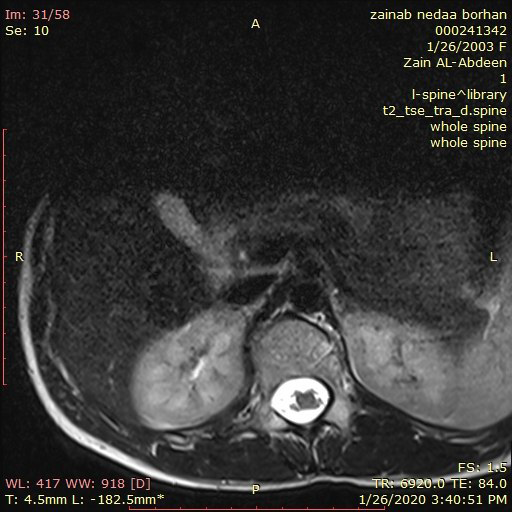 Im: 31/58
Se: 10
A
zainab nedaa borhan
000241342
1/26/2003 F
Zain AL-Abdeen
1
l-spine^library
t2_tse_tra_d.spine
whole spine
whole spine
R
L
WL: 417 WW: 918 [D]
T: 4.5mm L: -182.5mm*
P
FS: 1.5
TR: 6920.0 TE: 84.0
1/26/2020 3:40:51 PM